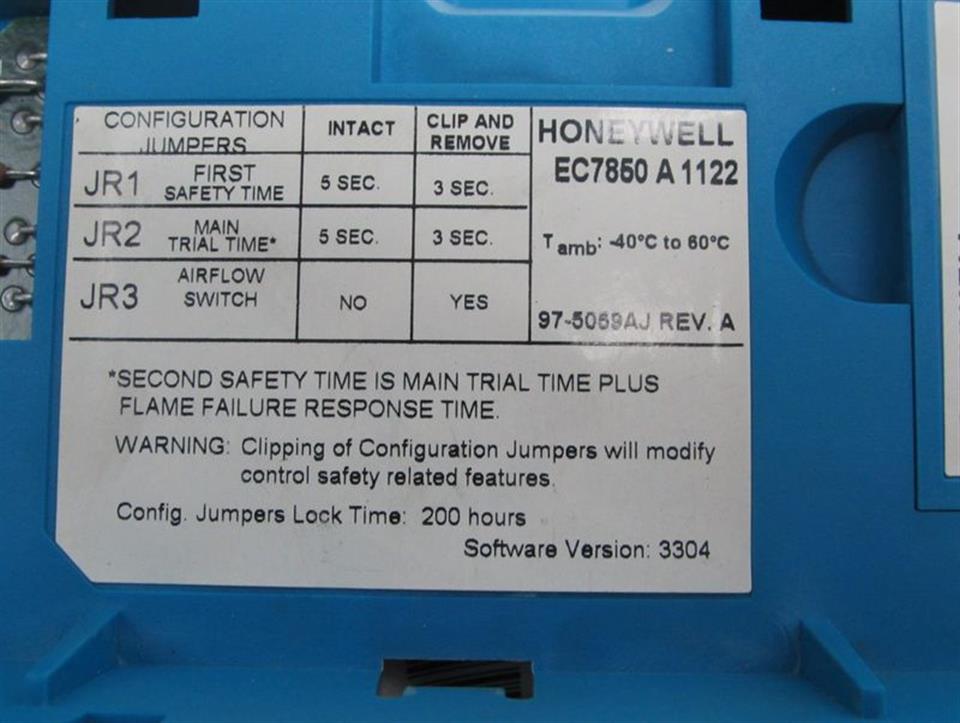 CONFIGURATION JUMPERS INTACT CLIP AND REMOVE
JR1 FIRST SAFETY TIME 5 SEC. 3 SEC.
JR2 MAIN TRIAL TIME* 5 SEC. 3 SEC.
JR3 AIRFLOW SWITCH NO YES
HONEYWELL
EC7850 A 1122
Tamb: -40°C to 60°C
97-5069AJ REV. A
*SECOND SAFETY TIME IS MAIN TRIAL TIME PLUS
FLAME FAILURE RESPONSE TIME.
WARNING: Clipping of Configuration Jumpers will modify
control safety related features.
Config. Jumpers Lock Time: 200 hours
Software Version: 3304